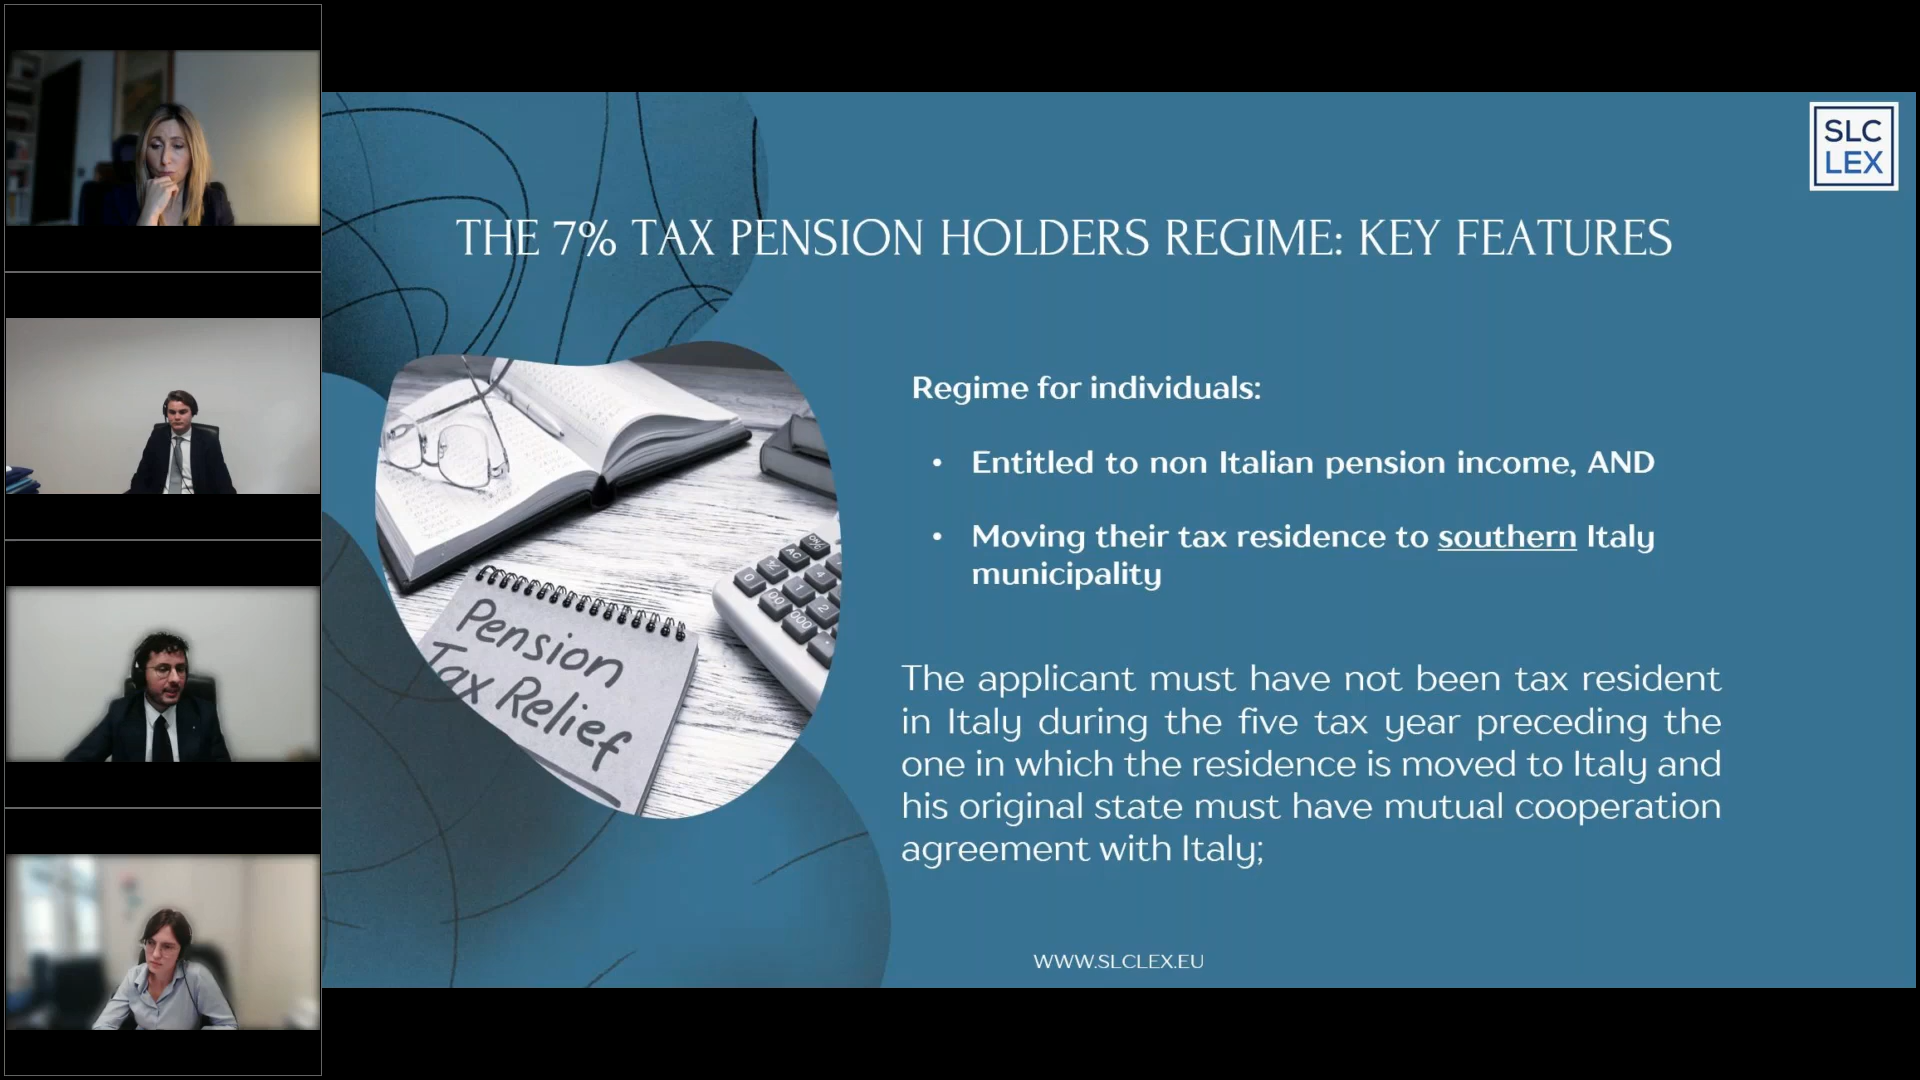 SLC
LEX
THE 7% TAX PENSION HOLDERS REGIME: KEY FEATURES
Regime for individuals:
• Entitled to non Italian pension income, AND
• Moving their tax residence to southern Italy
municipality
Pension
Tax Relief
The applicant must have not been tax resident
in Italy during the five tax year preceding the
one in which the residence is moved to Italy and
his original state must have mutual cooperation
agreement with Italy;
WWW.SLCLEX.EU